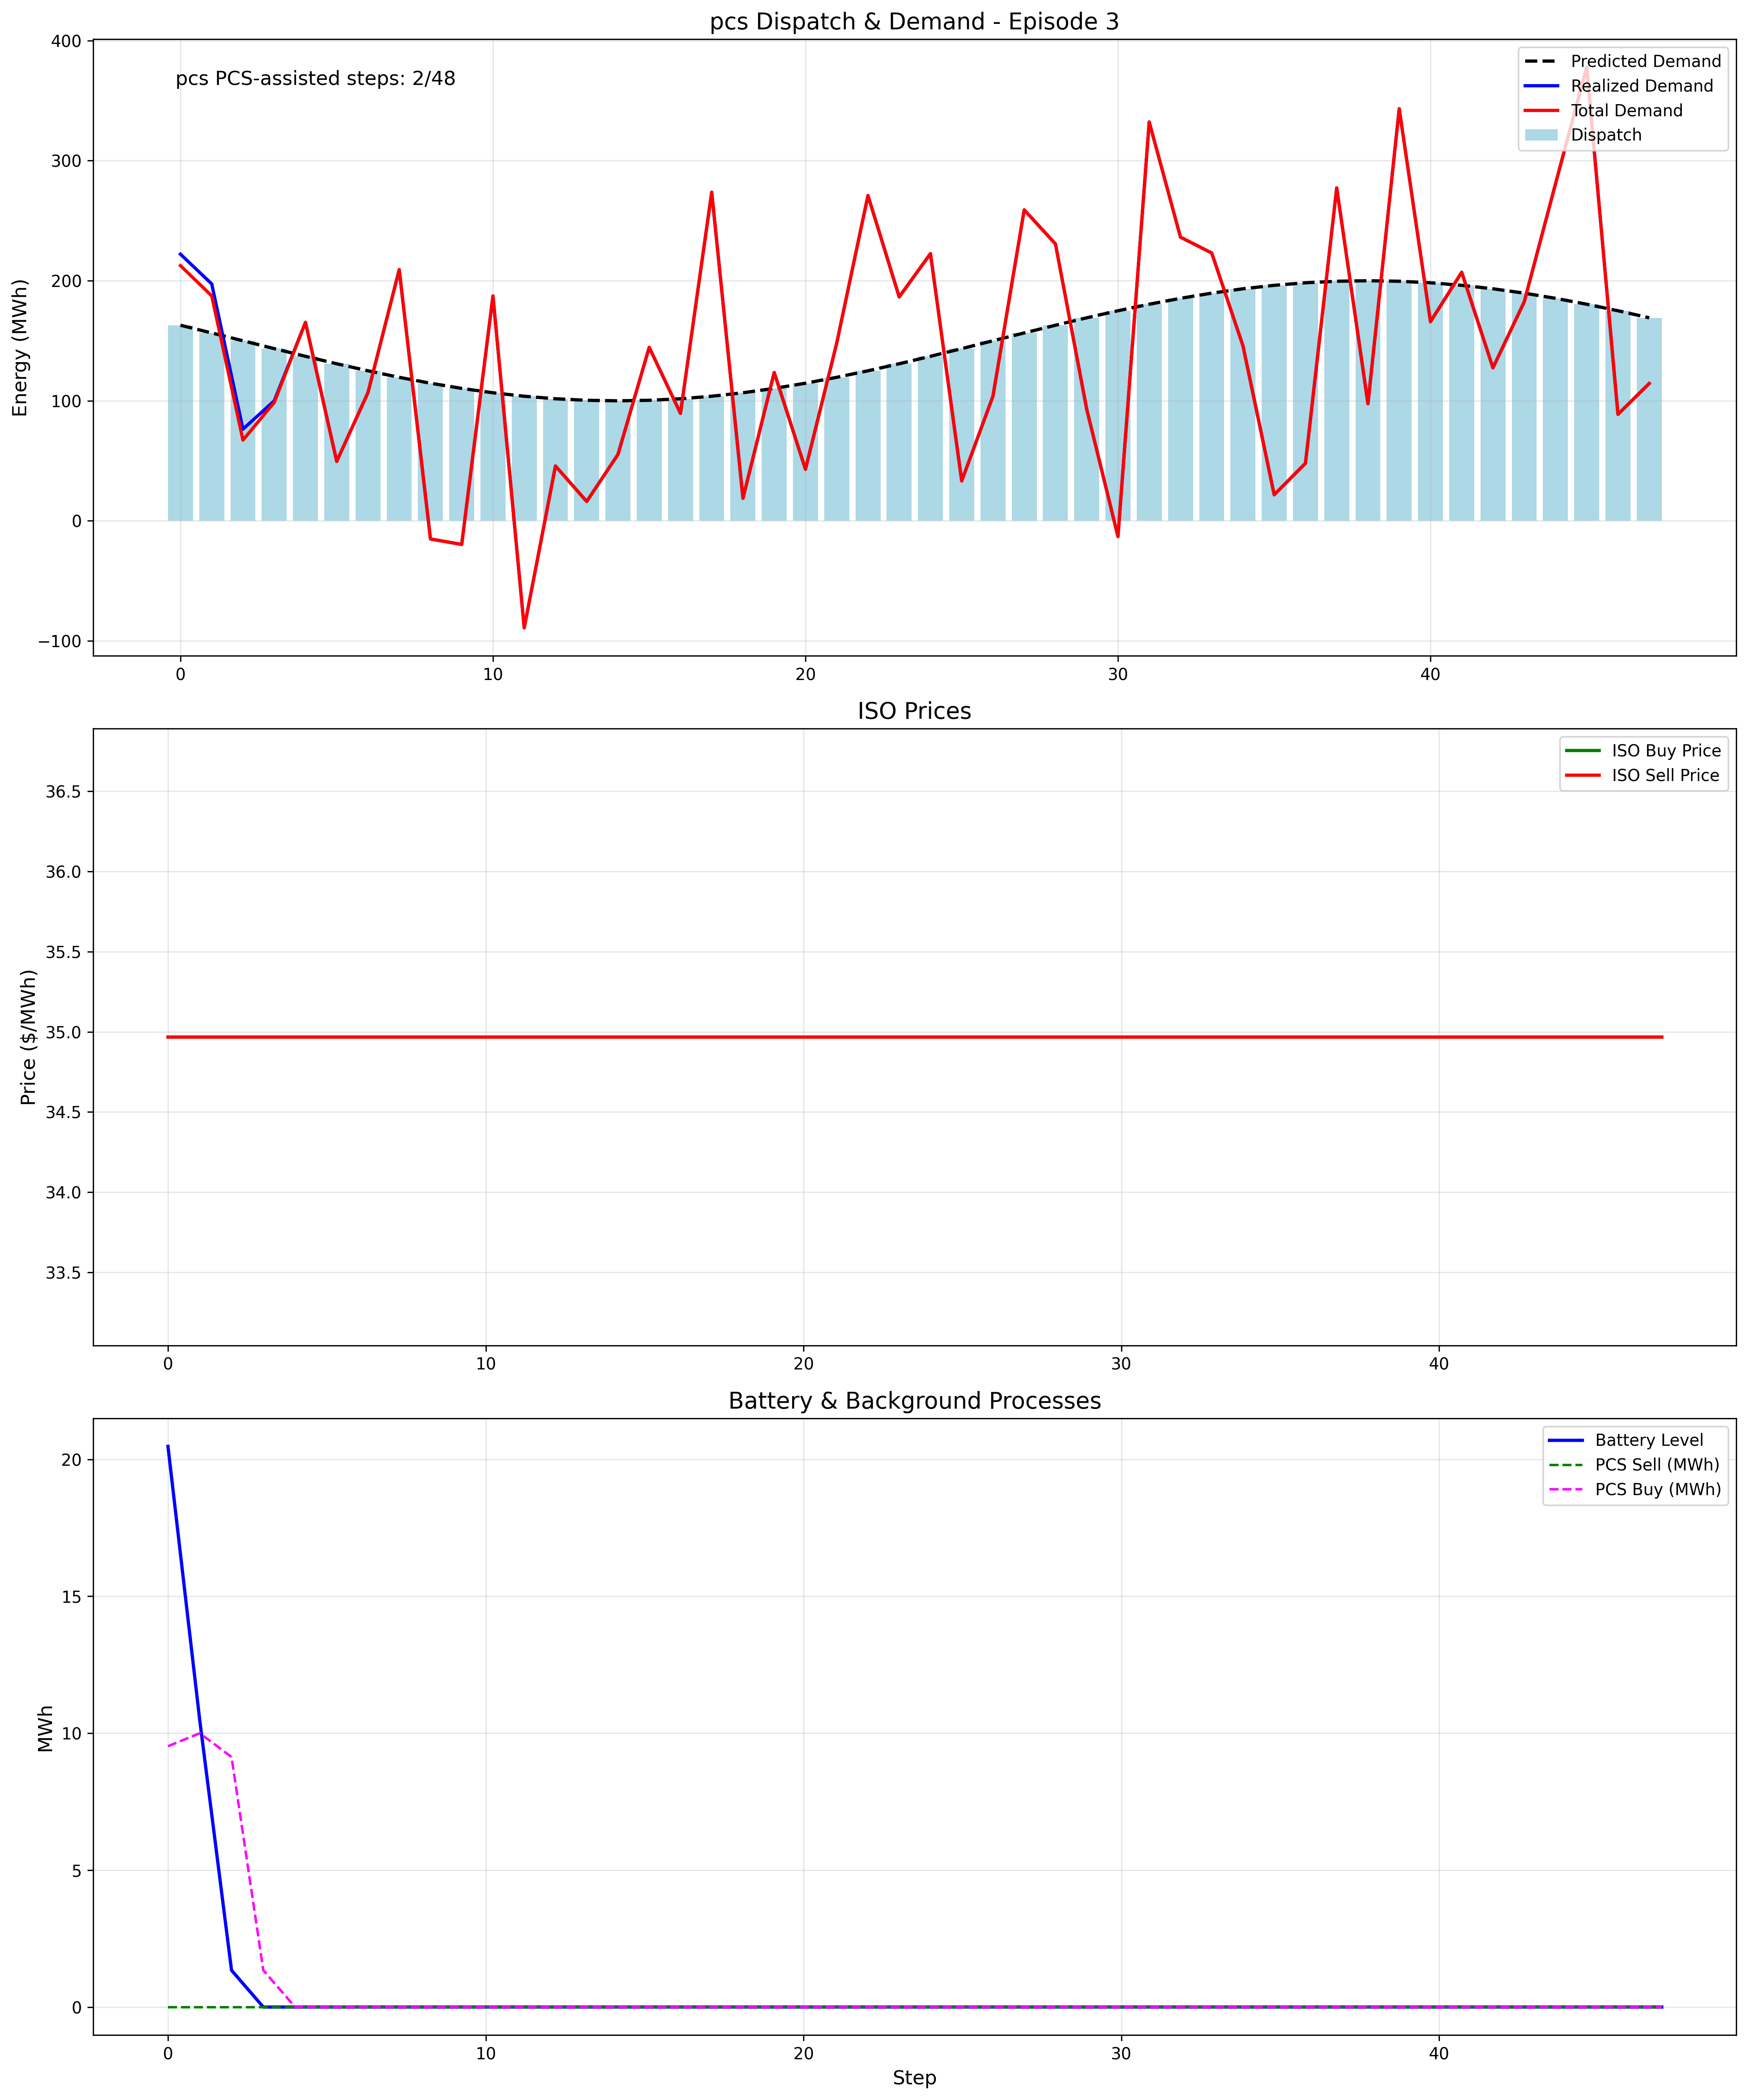 pcs Dispatch & Demand - Episode 3
pcs PCS-assisted steps: 2/48
Predicted Demand
Realized Demand
Total Demand
Dispatch
Energy (MWh)
400
300
200
100
0
−100
0 10 20 30 40
ISO Prices
ISO Buy Price
ISO Sell Price
Price ($/MWh)
36.5
36.0
35.5
35.0
34.5
34.0
33.5
0 10 20 30 40
Battery & Background Processes
Battery Level
PCS Sell (MWh)
PCS Buy (MWh)
MWh
20
15
10
5
0
0 10 20 30 40
Step